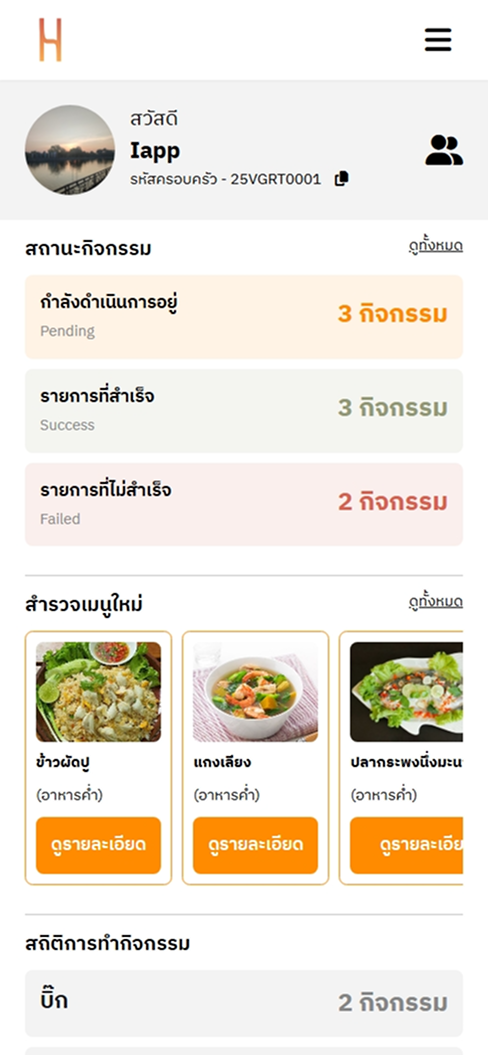 H
สวัสดี
Iapp
รหัสครอบครัว - 25VGRT0001
สถานะกิจกรรม
ดูทั้งหมด
กำลังดำเนินการอยู่
Pending
3 กิจกรรม
รายการที่สำเร็จ
Success
3 กิจกรรม
รายการที่ไม่สำเร็จ
Failed
2 กิจกรรม
สำรวจเมนูใหม่
ดูทั้งหมด
ข้าวผัดปู
(อาหารค่ำ)
ดูรายละเอียด
แกงเลียง
(อาหารค่ำ)
ดูรายละเอียด
ปลากระพงนึ่งมะน
(อาหารค่ำ)
ดูรายละเอีย
สถิติการทำกิจกรรม
บิ๊ก
2 กิจกรรม